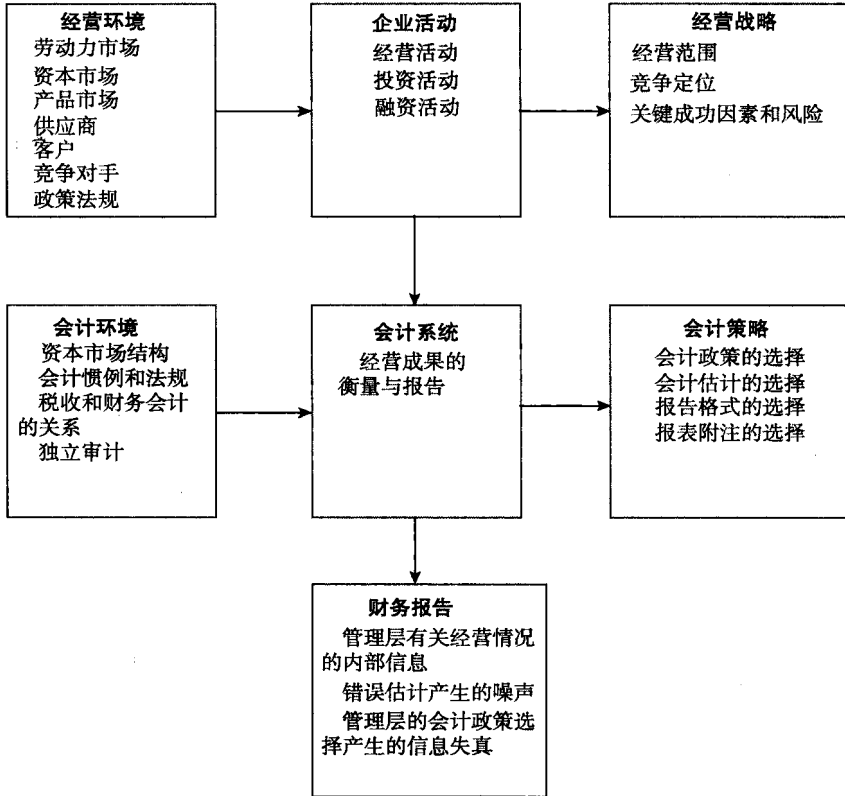 经营环境
劳动力市场
资本市场
产品市场
供应商
客户
竞争对手
政策法规
企业活动
经营活动
投资活动
融资活动
经营战略
经营范围
竞争定位
关键成功因素和风险
会计环境
资本市场结构
会计惯例和法规
税收和财务会计
的关系
独立审计
会计系统
经营成果的
衡量与报告
会计策略
会计政策的选择
会计估计的选择
报告格式的选择
报表附注的选择
财务报告
管理层有关经营情况
的内部信息
错误估计产生的噪声
管理层的会计政策选
择产生的信息失真